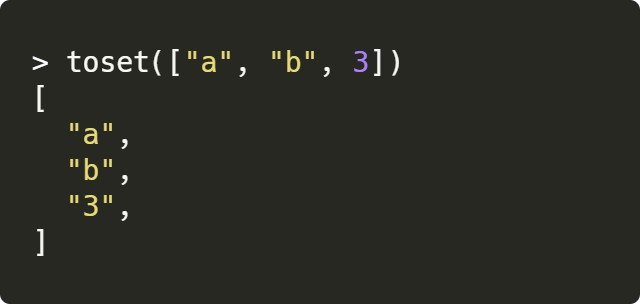 > toset(["a", "b", 3])
[
  "a",
  "b",
  "3",
]